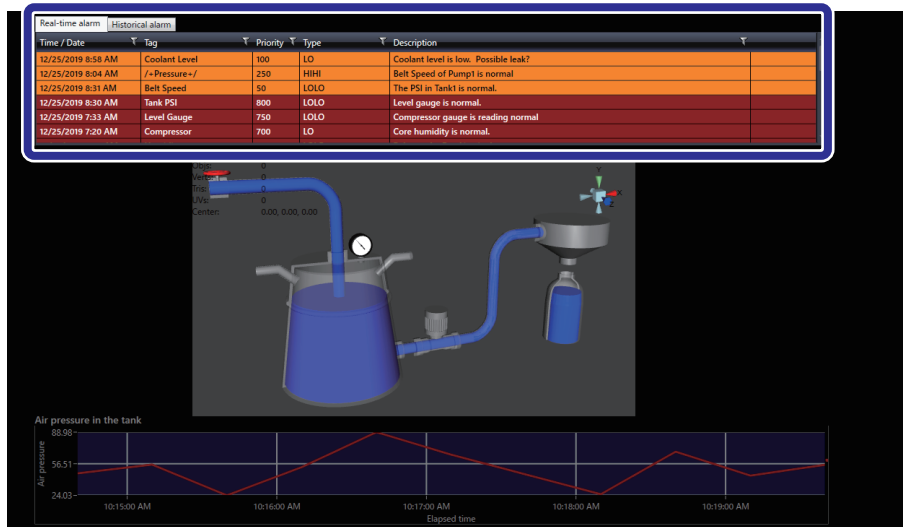 Real-time alarm Historical alarm
Time / Date Tag Priority Type Description
12/25/2019 8:58 AM Coolant Level 100 LO Coolant level is low. Possible leak?
12/25/2019 8:04 AM /+Pressure+/ 250 HIHI Belt Speed of Pump1 is normal
12/25/2019 8:31 AM Belt Speed 50 LOLO The PSI in Tank1 is normal.
12/25/2019 8:30 AM Tank PSI 800 LOLO Level gauge is normal.
12/25/2019 7:33 AM Level Gauge 750 LOLO Compressor gauge is reading normal
12/25/2019 7:20 AM Compressor 700 LO Core humidity is normal.
Objs: 0
0
Tris: 0
UVs: 0
Center: 0.00, 0.00, 0.00
Y
X
Z
Air pressure in the tank
Air pressure
88.98
56.51
24.03
10:15:00 AM 10:16:00 AM 10:17:00 AM 10:18:00 AM 10:19:00 AM
Elapsed time